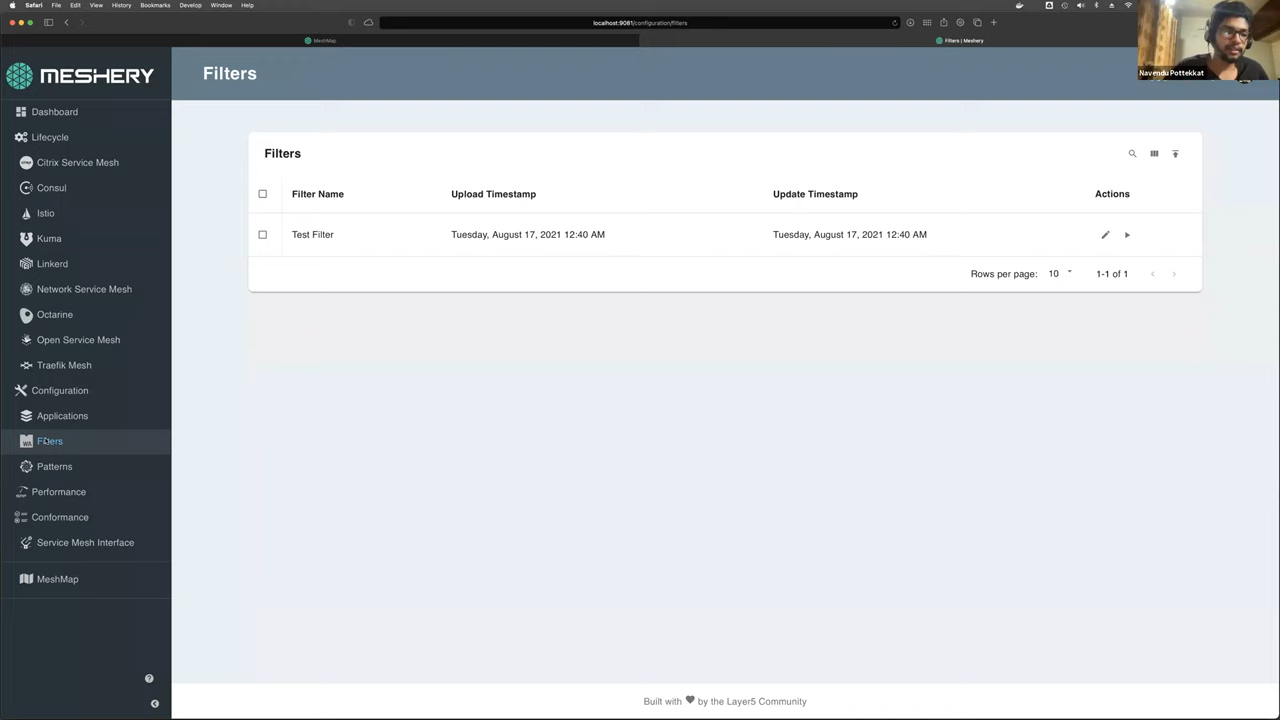 Safari File Edit View History Bookmarks Develop Window Help
localhost:9081/configuration/filters
MeshMap
Filters | Meshery
Navendu Pottekkat
MESHERY
Filters
Dashboard
Lifecycle
Citrix Service Mesh
Consul
Istio
Kuma
Linkerd
Network Service Mesh
Octarine
Open Service Mesh
Traefik Mesh
Configuration
Applications
Filters
Patterns
Performance
Conformance
Service Mesh Interface
MeshMap
Filters
Filter Name Upload Timestamp Update Timestamp Actions
Test Filter Tuesday, August 17, 2021 12:40 AM Tuesday, August 17, 2021 12:40 AM
Rows per page: 10 1-1 of 1
Built with by the Layer5 Community